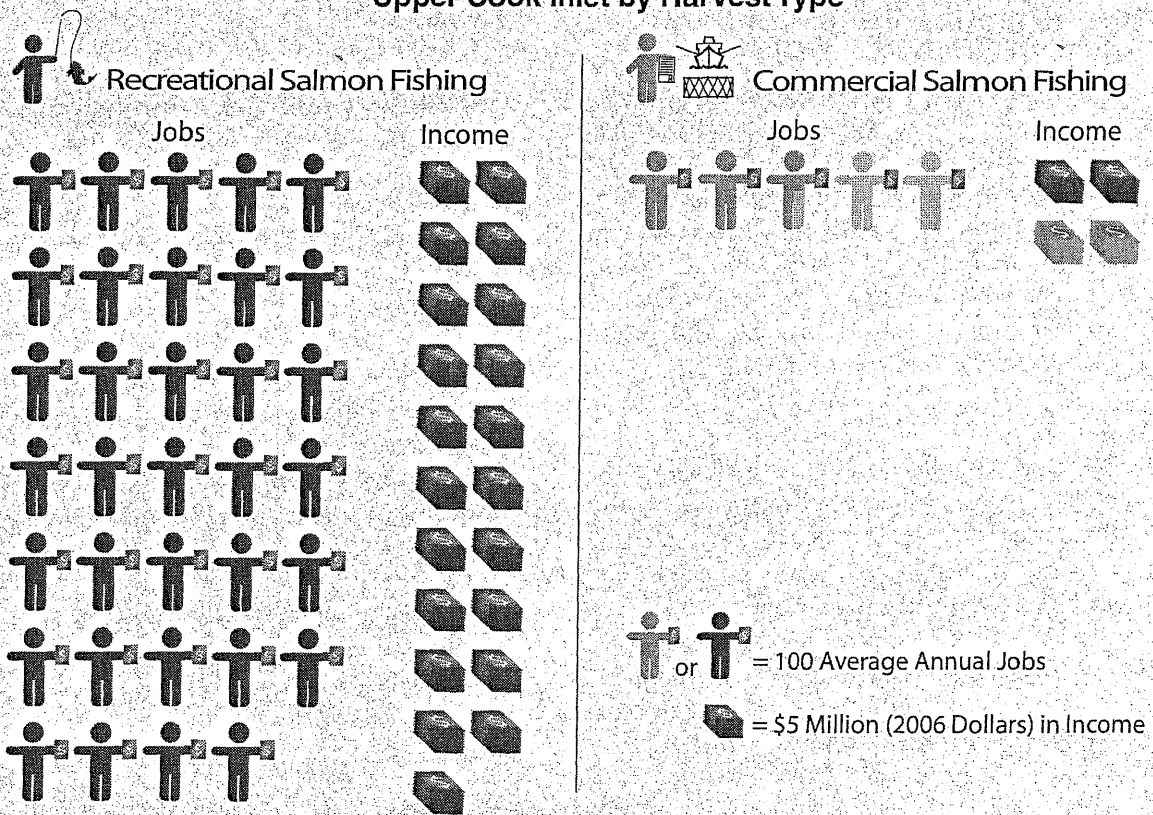 Upper Cook Inlet by Harvest Type
Recreational Salmon Fishing
Jobs
Income
Commercial Salmon Fishing
Jobs
Income
or
= 100 Average Annual Jobs
= $5 Million (2006 Dollars) in Income